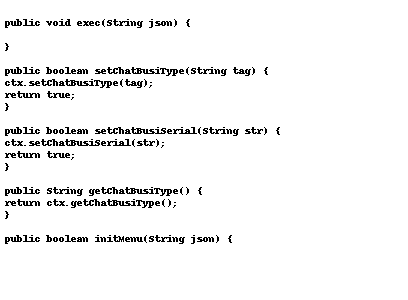 public void exec(String json) {
}
public boolean setChatBusiType(String tag) {
ctx.setChatBusiType(tag);
return true;
}
public boolean setChatBusiSerial(String str) {
ctx.setChatBusiSerial(str);
return true;
}
public String getChatBusiType() {
return ctx.getChatBusiType();
}
public boolean initMenu(String json) {